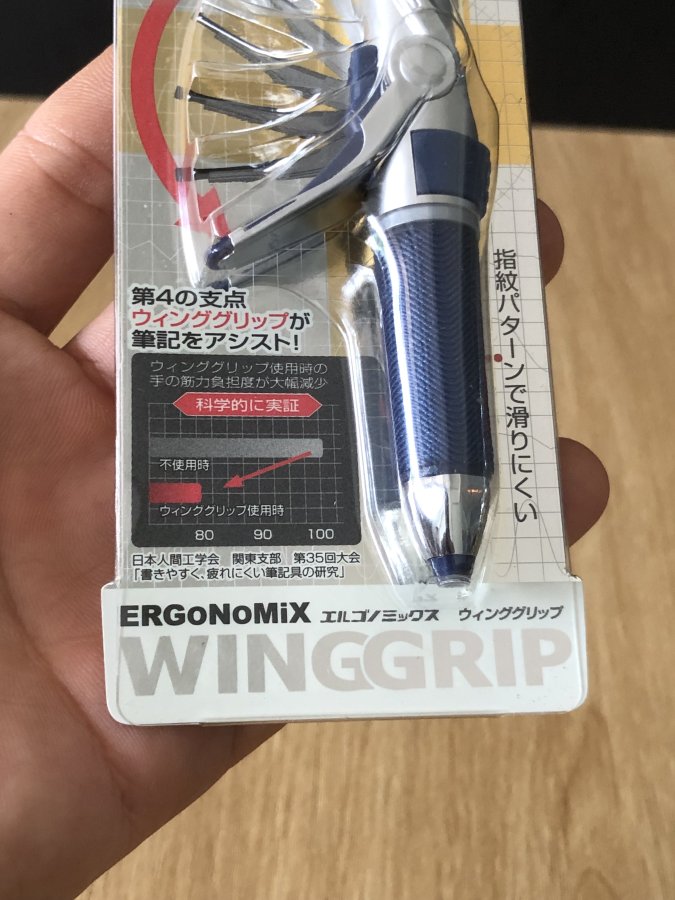 第4の支点
ウィンググリップが
筆記をアシスト!
ウィンググリップ使用時の
手の筋力負担度が大幅減少
科学的に実証
不使用時
ウィンググリップ使用時
80 90 100
日本人間工学会 関東支部 第35回大会
「書きやすく、疲れにくい筆記具の研究」
指紋パターンで滑りにくい
ERGoNoMiX エルゴノミックス ウィンググリップ
WINGGRIP